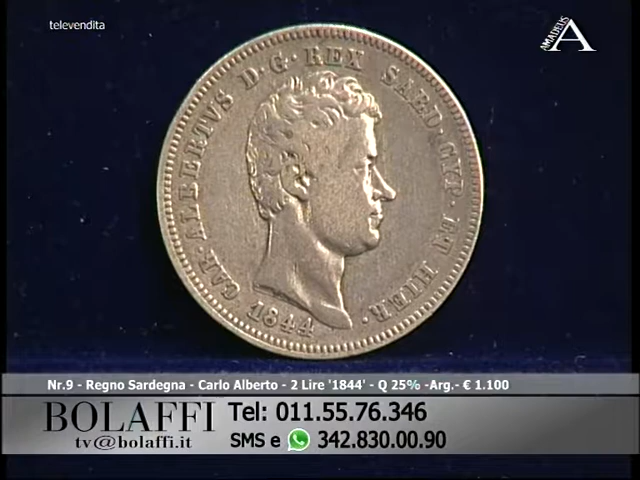 televendita
AMADEUS
A
CAR·ALBERTVS D·G·REX SARD·CYP·ET HIER·
1844
Nr.9 - Regno Sardegna - Carlo Alberto - 2 Lire '1844' - Q 25% -Arg.- € 1.100
BOLAFFI
tv@bolaffi.it
Tel: 011.55.76.346
SMS e 342.830.00.90